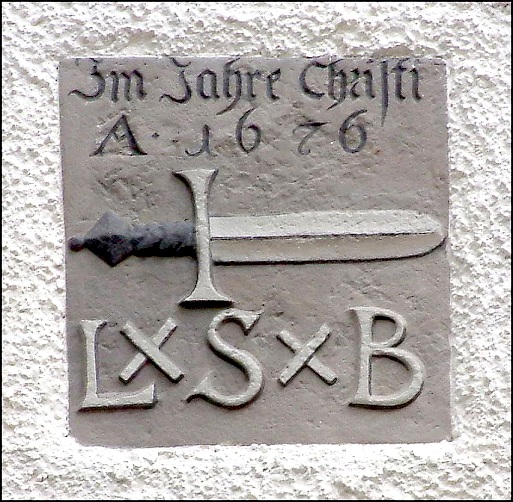 Im Jahre Christi
A. 1676
L×S×B